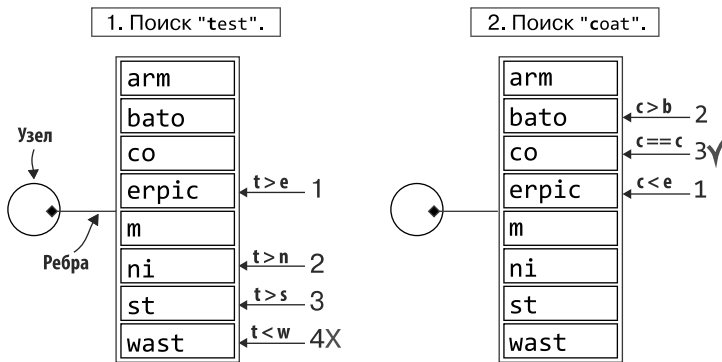 1. Поиск "test".
arm
bato
co
erpic
m
ni
st
wast
Узел
Ребра
t > e 1
t > n 2
t > s 3
t < w 4X
2. Поиск "coat".
arm
bato
co
erpic
m
ni
st
wast
c > b 2
c == c 3✓
c < e 1